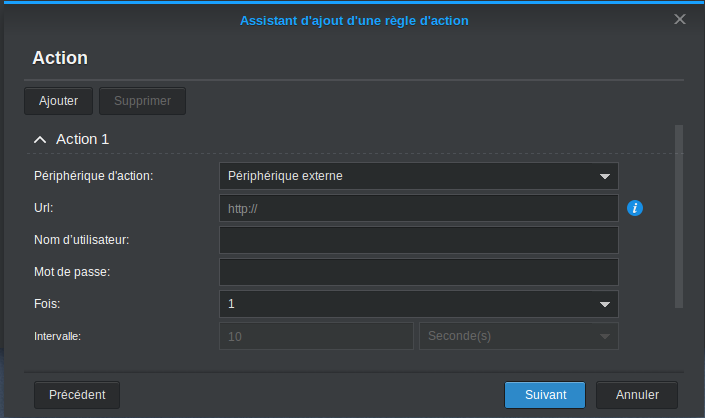 Assistant d'ajout d'une règle d'action
Action
Ajouter Supprimer
Action 1
Périphérique d'action: Périphérique externe
Url: http://
Nom d'utilisateur:
Mot de passe:
Fois: 1
Intervalle: 10 Seconde(s)
Précédent Suivant Annuler